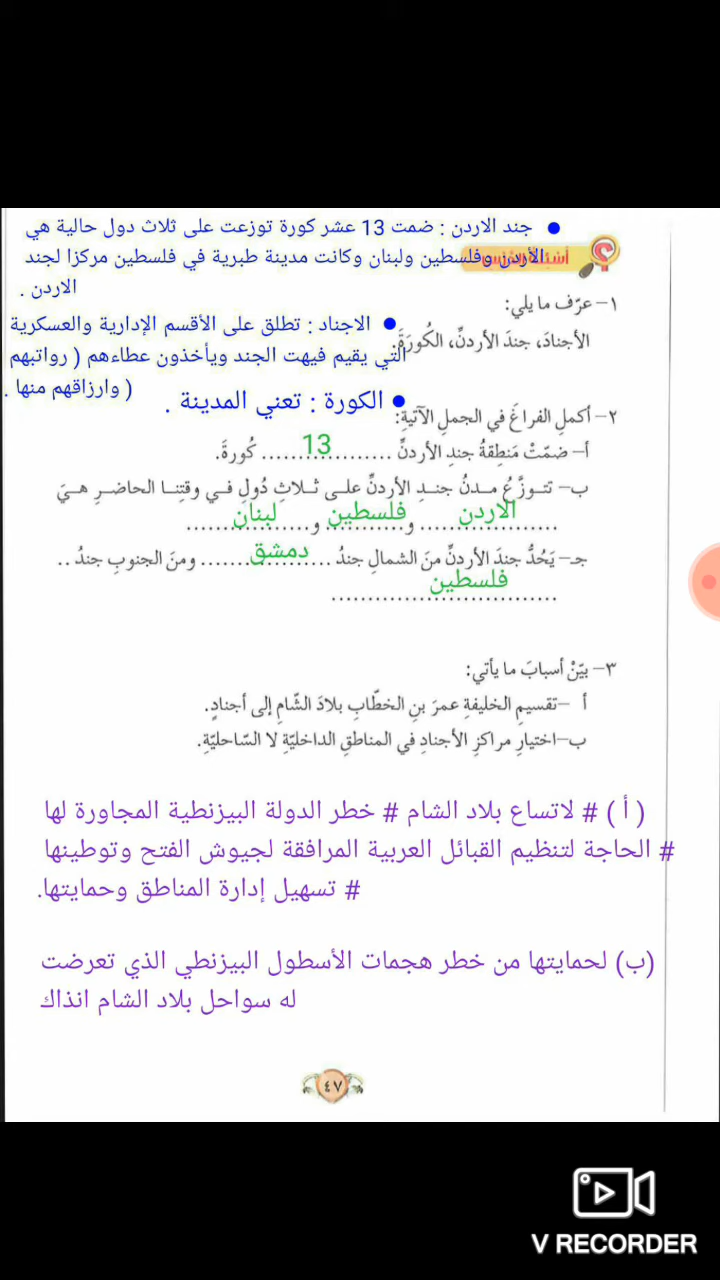 ● جند الاردن : ضمت 13 عشر كورة توزعت على ثلاث دول حالية هي
الأردن وفلسطين ولبنان وكانت مدينة طبرية في فلسطين مركزا لجند
الاردن .
١- عرّف ما يلي:
● الاجناد : تطلق على الأقسم الإدارية والعسكرية
الأجنادَ، جندَ الأردنِّ، الكُورَةَ.
التي يقيم فيهت الجند ويأخذون عطاءهم ( رواتبهم
وارزاقهم منها .)
● الكورة : تعني المدينة .
٢- أكملِ الفراغَ في الجملِ الآتيةِ:
أ- ضمّتْ مَنطِقةُ جندِ الأردنِّ ....... 13 ....... كُورةَ.
ب- تتوزَّعُ مدنُ جندِ الأردنِّ على ثلاثِ دُولٍ في وقتِنا الحاضرِ هيَ
....... الاردن ....... و ....... فلسطين ....... و ....... لبنان .......
جـ- يَحُدُّ جندَ الأردنِّ منَ الشمالِ جندُ ....... دمشق ....... ومنَ الجنوبِ جندُ ..
....... فلسطين .......
٣- بيّنْ أسبابَ ما يأتي:
أ -تقسيمِ الخليفةِ عمرَ بنِ الخطّابِ بلادَ الشّامِ إلى أجنادٍ.
ب-اختيارِ مراكزِ الأجنادِ في المناطقِ الداخليّةِ لا السّاحليّةِ.
( أ ) # لاتساع بلاد الشام # خطر الدولة البيزنطية المجاورة لها
# الحاجة لتنظيم القبائل العربية المرافقة لجيوش الفتح وتوطينها
# تسهيل إدارة المناطق وحمايتها.
(ب) لحمايتها من خطر هجمات الأسطول البيزنطي الذي تعرضت
له سواحل بلاد الشام انذاك
٤٧
V RECORDER